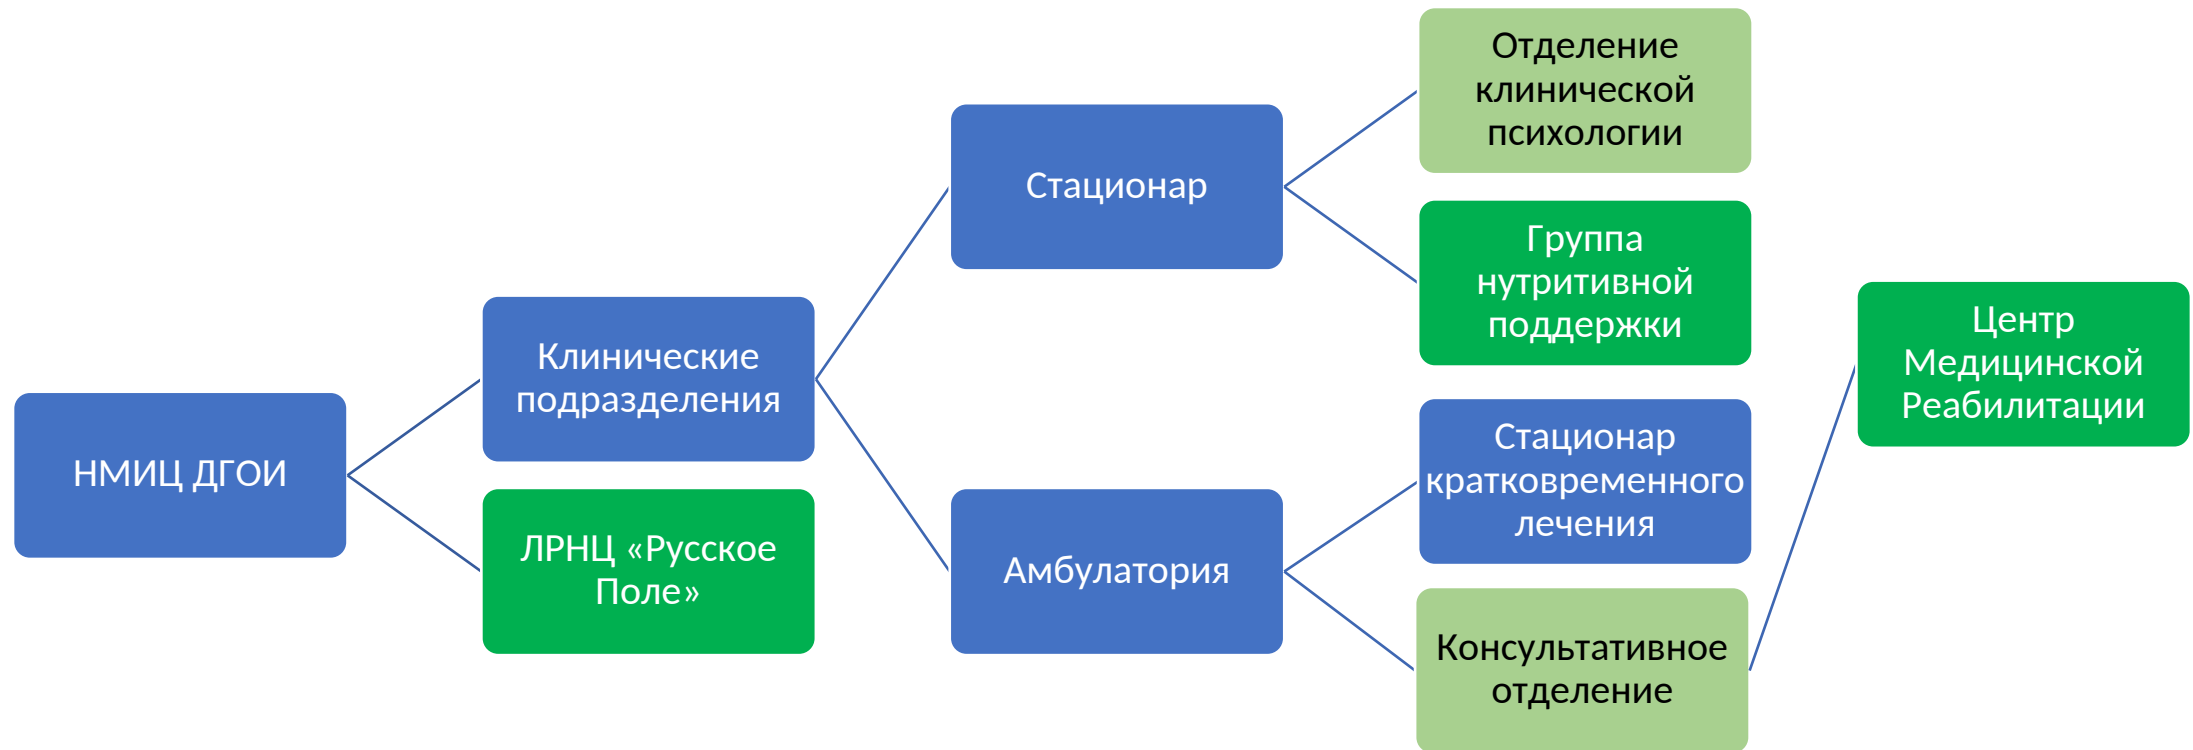 НМИЦ ДГОИ
Клинические
подразделения
ЛРНЦ «Русское
Поле»
Стационар
Амбулатория
Отделение
клинической
психологии
Группа
нутритивной
поддержки
Стационар
кратковременного
лечения
Консультативное
отделение
Центр
Медицинской
Реабилитации